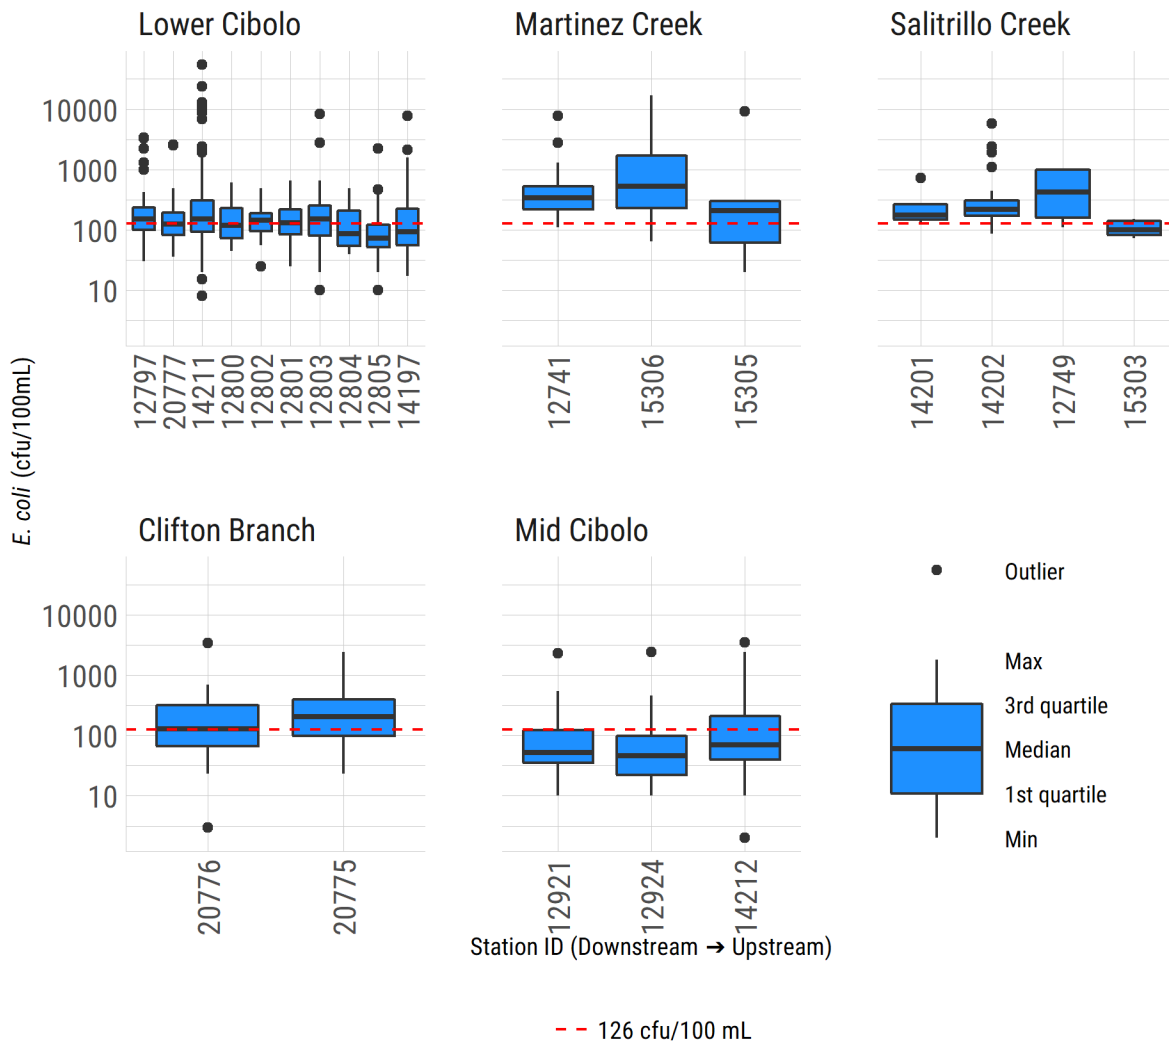 Lower Cibolo
Martinez Creek
Salitrillo Creek
10000
1000
100
10
12797
20777
14211
12800
12802
12801
12803
12804
12805
14197
12741
15306
15305
14201
14202
12749
15303
E. coli (cfu/100mL)
Clifton Branch
Mid Cibolo
10000
1000
100
10
20776
20775
12921
12924
14212
Outlier
Max
3rd quartile
Median
1st quartile
Min
Station ID (Downstream ➔ Upstream)
126 cfu/100 mL